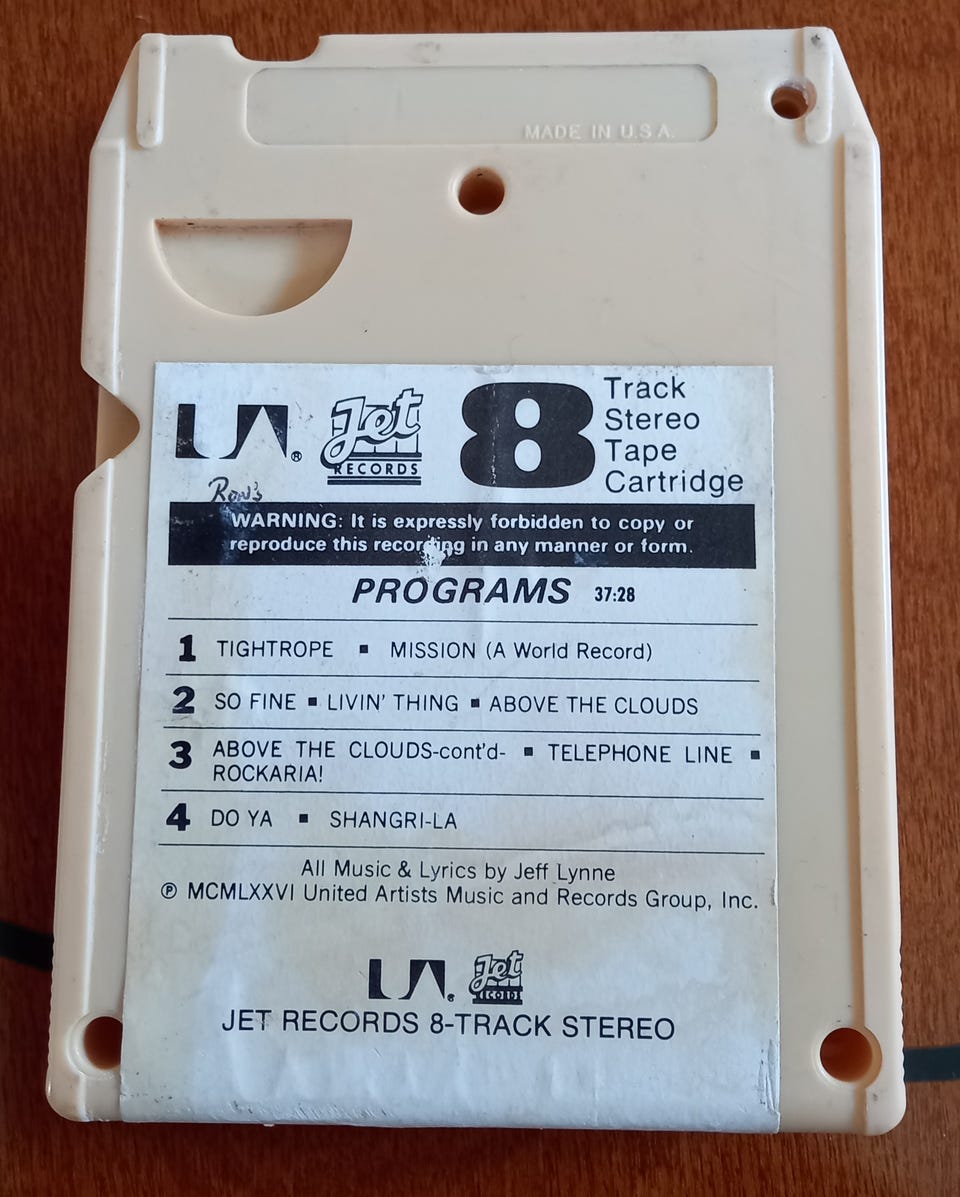 MADE IN U.S.A.
UA®
Jet
RECORDS
8
Track
Stereo
Tape
Cartridge
Ron's
WARNING: It is expressly forbidden to copy or
reproduce this recording in any manner or form.
PROGRAMS 37:28
1 TIGHTROPE ▪ MISSION (A World Record)
2 SO FINE ▪ LIVIN' THING ▪ ABOVE THE CLOUDS
3 ABOVE THE CLOUDS-cont'd- ▪ TELEPHONE LINE ▪
ROCKARIA!
4 DO YA ▪ SHANGRI-LA
All Music & Lyrics by Jeff Lynne
℗ MCMLXXVI United Artists Music and Records Group, Inc.
UA®
Jet
RECORDS
JET RECORDS 8-TRACK STEREO